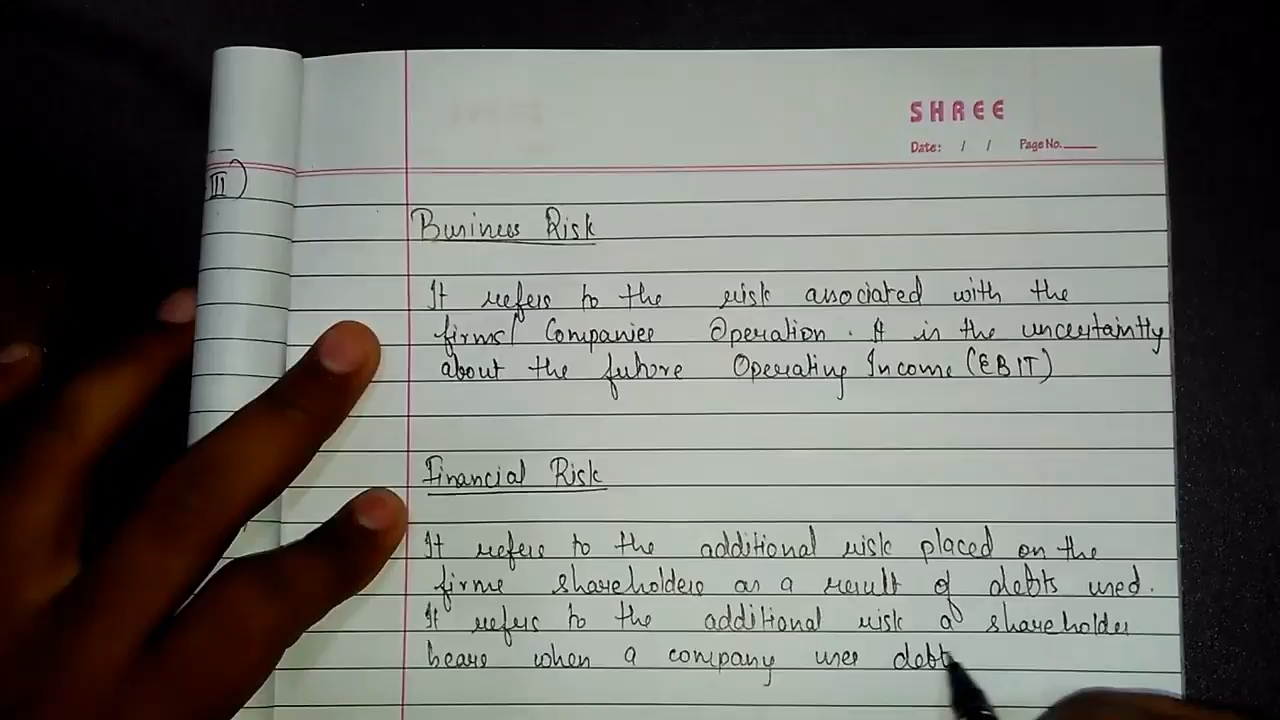 SHREE
Date: / / Page No.
III)
Business Risk
It refers to the risk associated with the
firms/ Companies Operation. It is the uncertaintly
about the future Operating Income (EBIT)
Financial Risk
It refers to the additional risk placed on the
firms shareholders as a result of debts used.
It refers to the additional risk a shareholder
bears when a company uses debt